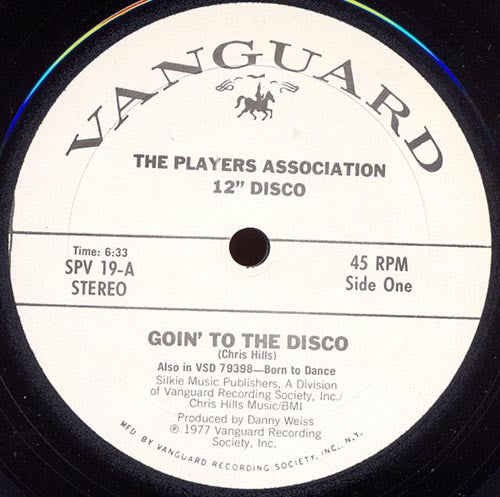 VANGUARD
THE PLAYERS ASSOCIATION
12” DISCO
Time: 6:33
SPV 19-A
STEREO
45 RPM
Side One
GOIN’ TO THE DISCO
(Chris Hills)
Also in VSD 79398—Born to Dance
Silkie Music Publishers, A Division
of Vanguard Recording Society, Inc./
Chris Hills Music/BMI
Produced by Danny Weiss
℗ 1977 Vanguard Recording
Society, Inc.
MFD. BY VANGUARD RECORDING SOCIETY, INC., N.Y.